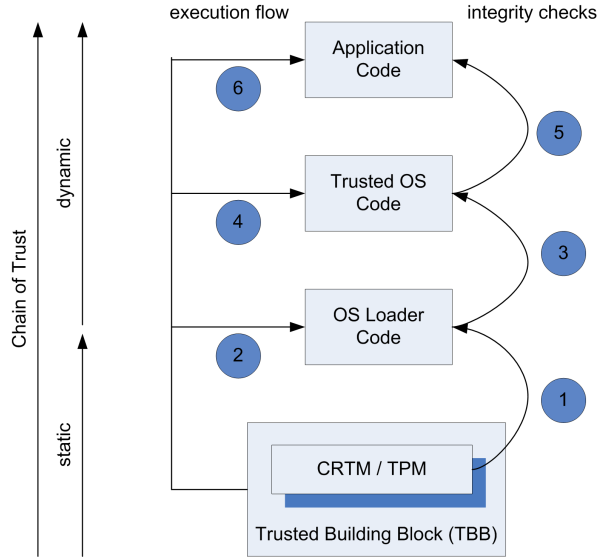 execution flow
integrity checks
Application
Code
6
5
dynamic
Trusted OS
Code
4
3
Chain of Trust
OS Loader
Code
2
1
static
CRTM / TPM
Trusted Building Block (TBB)